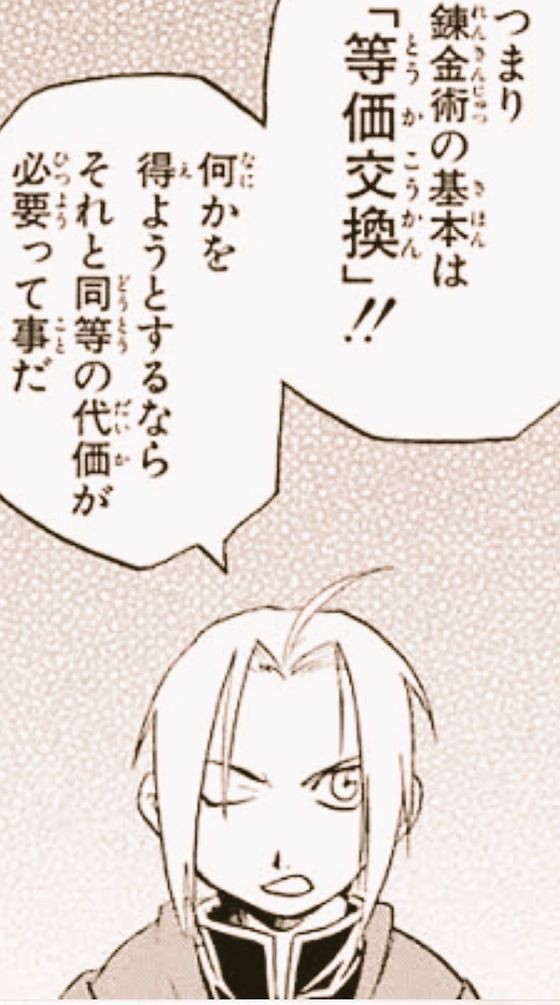 つまり
錬金術の基本は
「等価交換」!!
何かを
得ようとするなら
それと同等の代価が
必要って事だ